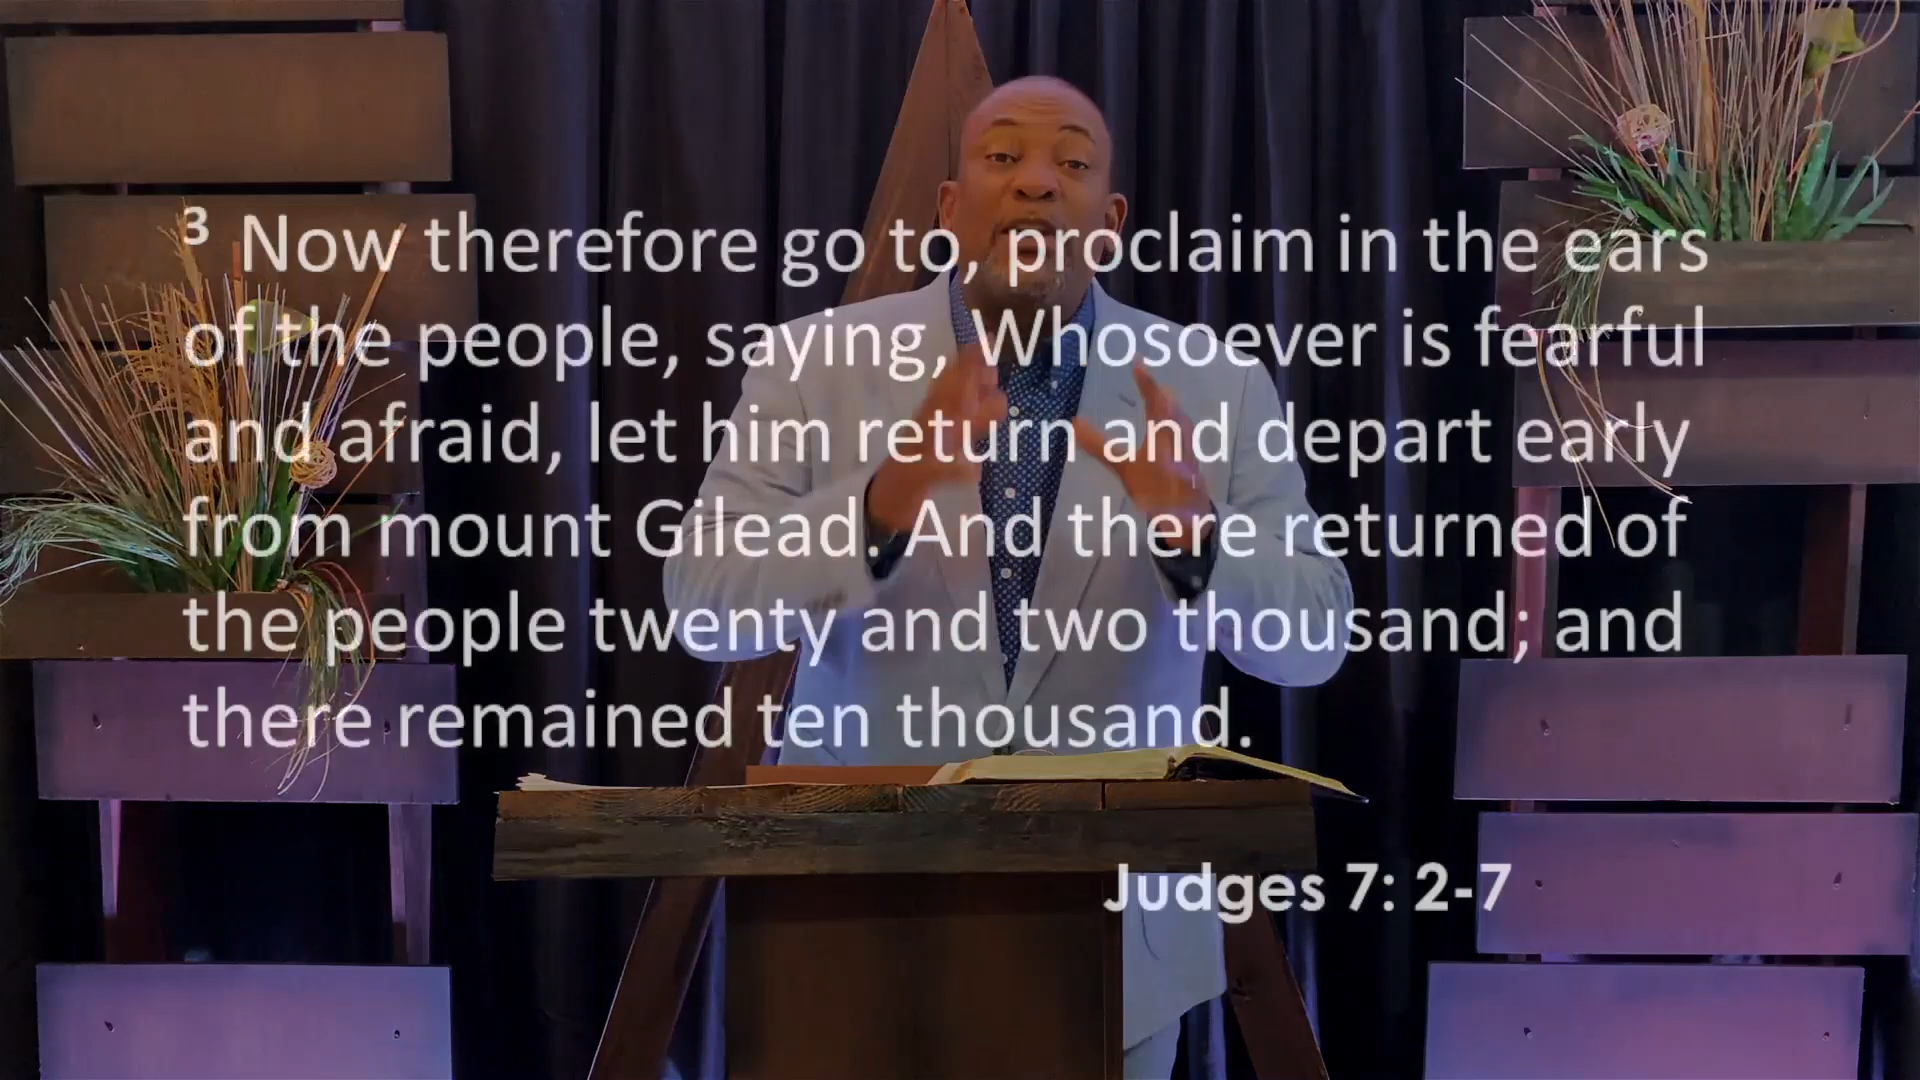 3 Now therefore go to, proclaim in the ears
of the people, saying, Whosoever is fearful
and afraid, let him return and depart early
from mount Gilead. And there returned of
the people twenty and two thousand; and
there remained ten thousand.
Judges 7: 2-7